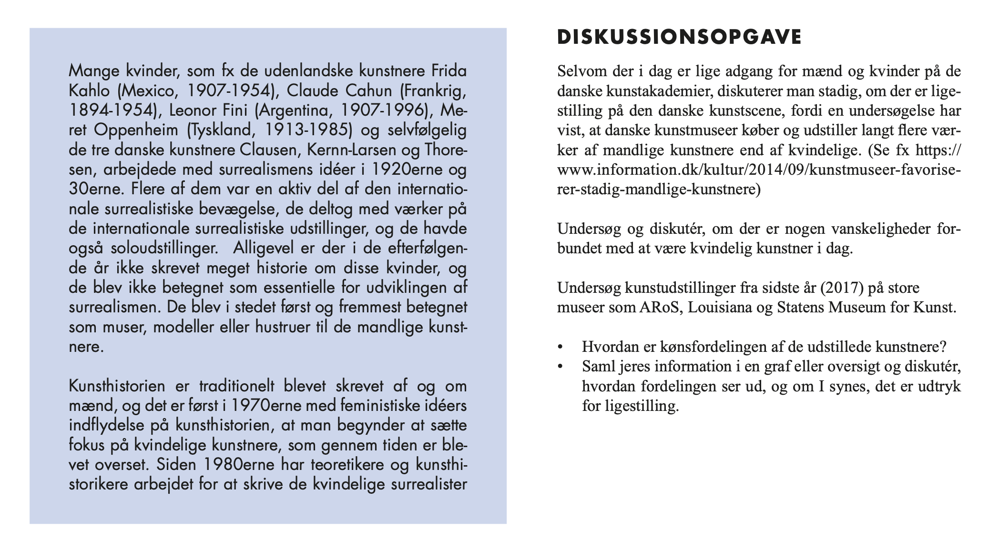 Mange kvinder, som fx de udenlandske kunstnere Frida
Kahlo (Mexico, 1907-1954), Claude Cahun (Frankrig,
1894-1954), Leonor Fini (Argentina, 1907-1996), Me-
ret Oppenheim (Tyskland, 1913-1985) og selvfølgelig
de tre danske kunstnere Clausen, Kernn-Larsen og Thore-
sen, arbejdede med surrealismens idéer i 1920erne og
30erne. Flere af dem var en aktiv del af den internatio-
nale surrealistiske bevægelse, de deltog med værker på
de internationale surrealistiske udstillinger, og de havde
også soloudstillinger.  Alligevel er der i de efterfølgen-
de år ikke skrevet meget historie om disse kvinder, og
de blev ikke betegnet som essentielle for udviklingen af
surrealismen. De blev i stedet først og fremmest betegnet
som muser, modeller eller hustruer til de mandlige kunst-
nere.
Kunsthistorien er traditionelt blevet skrevet af og om
mænd, og det er først i 1970erne med feministiske idéers
indflydelse på kunsthistorien, at man begynder at sætte
fokus på kvindelige kunstnere, som gennem tiden er ble-
vet overset. Siden 1980erne har teoretikere og kunsthi-
storikere arbejdet for at skrive de kvindelige surrealister
DISKUSSIONSOPGAVE
Selvom der i dag er lige adgang for mænd og kvinder på de
danske kunstakademier, diskuterer man stadig, om der er lige-
stilling på den danske kunstscene, fordi en undersøgelse har
vist, at danske kunstmuseer køber og udstiller langt flere vær-
ker af mandlige kunstnere end af kvindelige. (Se fx https://
www.information.dk/kultur/2014/09/kunstmuseer-favorise-
rer-stadig-mandlige-kunstnere)
Undersøg og diskutér, om der er nogen vanskeligheder for-
bundet med at være kvindelig kunstner i dag.
Undersøg kunstudstillinger fra sidste år (2017) på store
museer som ARoS, Louisiana og Statens Museum for Kunst.
• Hvordan er kønsfordelingen af de udstillede kunstnere?
• Saml jeres information i en graf eller oversigt og diskutér,
hvordan fordelingen ser ud, og om I synes, det er udtryk
for ligestilling.